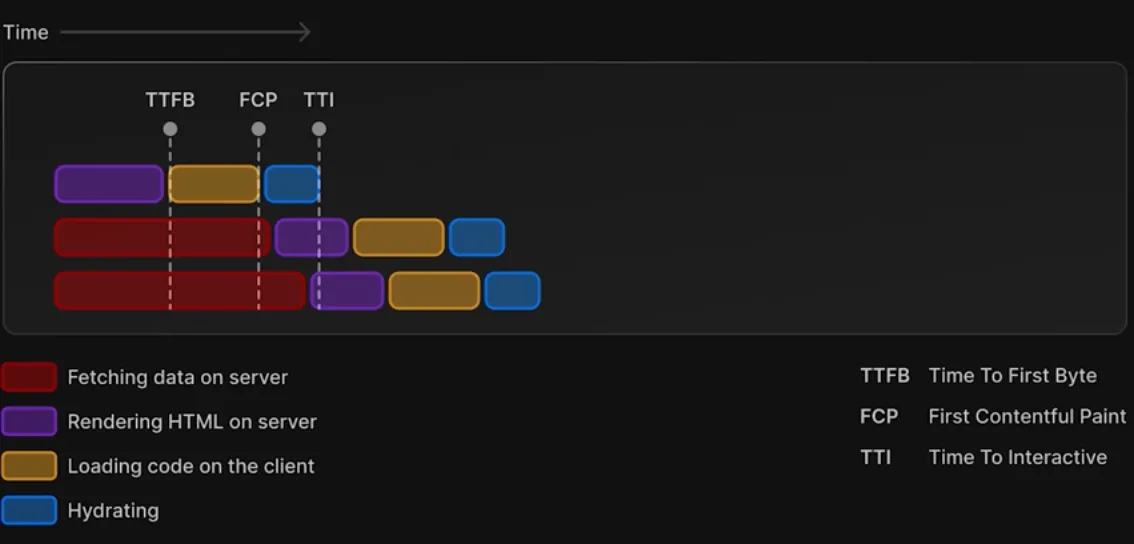 Time
TTFB FCP TTI
Fetching data on server
Rendering HTML on server
Loading code on the client
Hydrating
TTFB Time To First Byte
FCP First Contentful Paint
TTI Time To Interactive